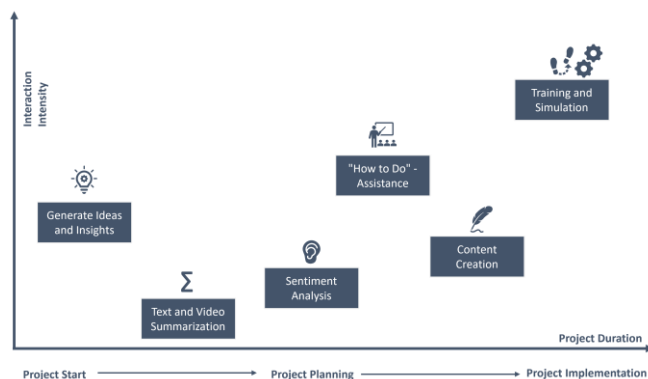 Interaction
Intensity
Training and
Simulation
"How to Do" -
Assistance
Generate Ideas
and Insights
Content
Creation
Sentiment
Analysis
Σ
Text and Video
Summarization
Project Duration
Project Start
Project Planning
Project Implementation